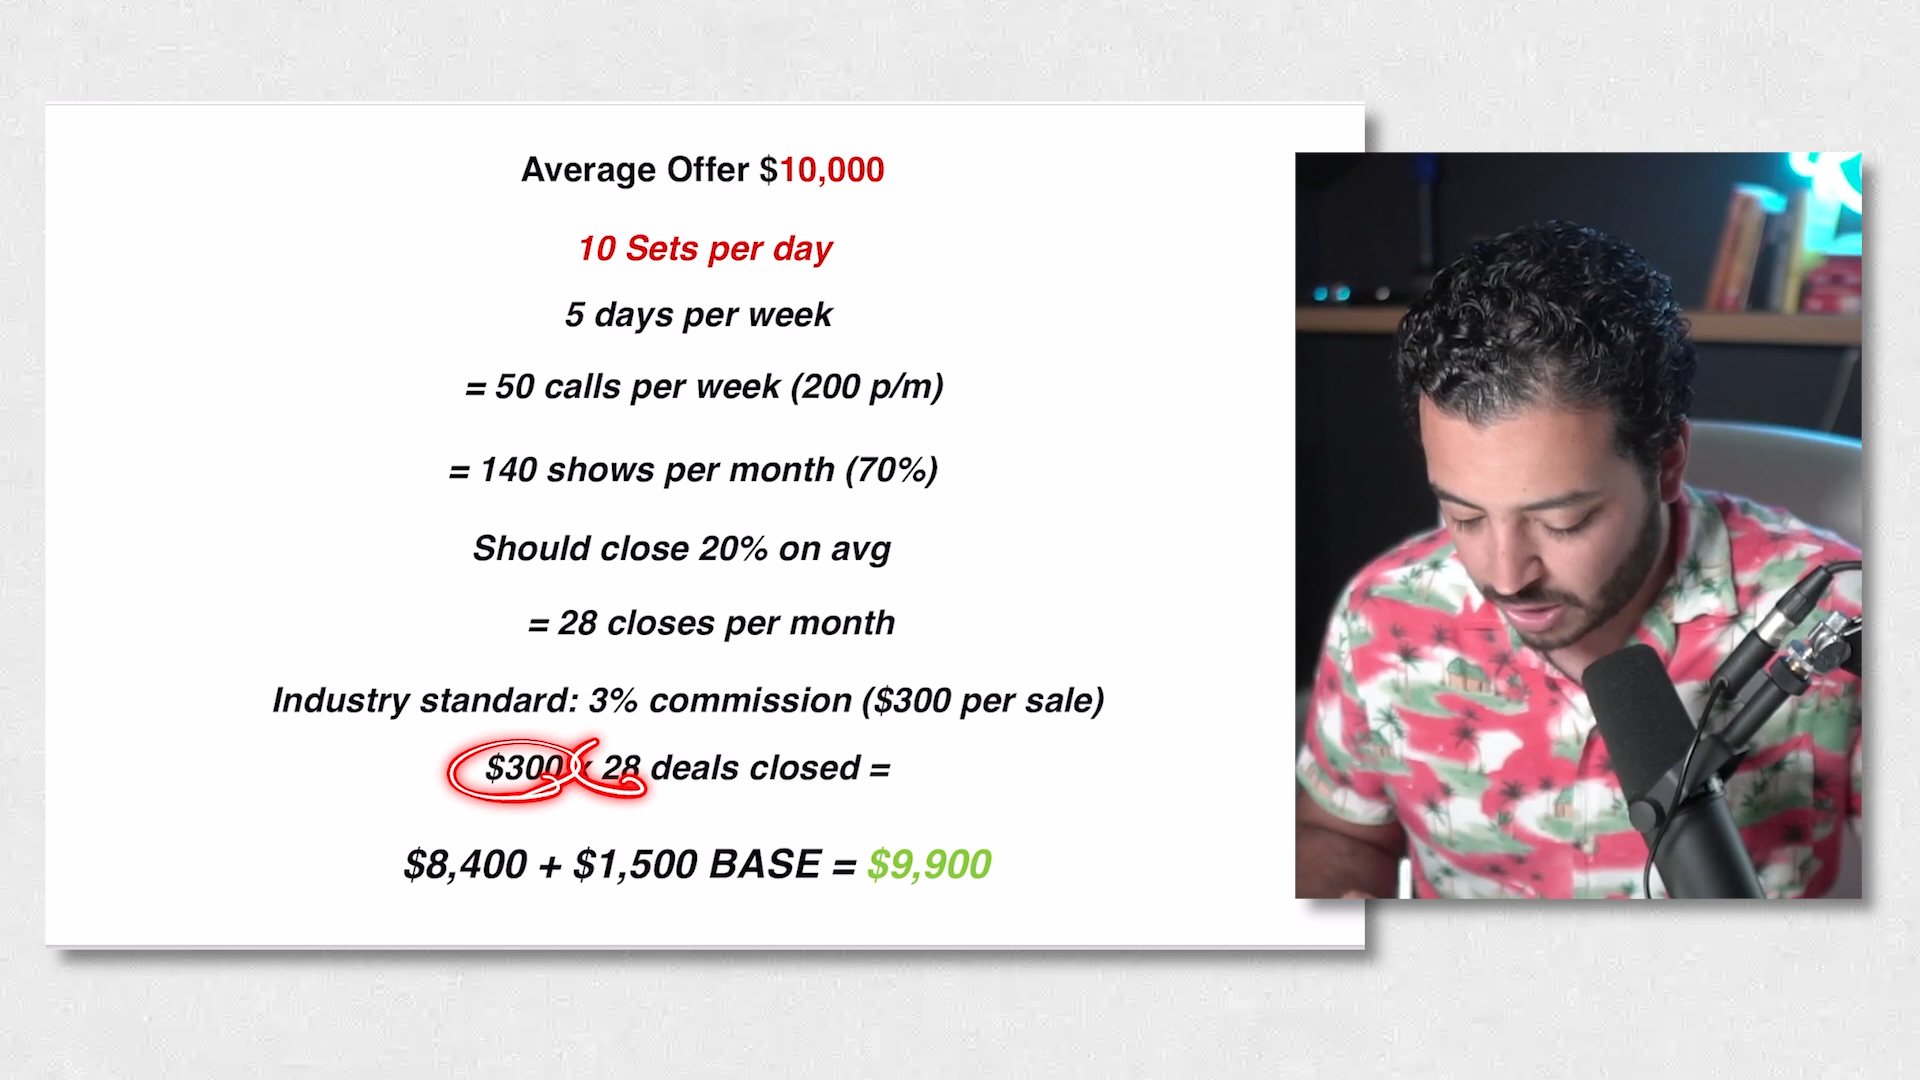 Average Offer $10,000
10 Sets per day
5 days per week
= 50 calls per week (200 p/m)
= 140 shows per month (70%)
Should close 20% on avg
= 28 closes per month
Industry standard: 3% commission ($300 per sale)
$300 x 28 deals closed =
$8,400 + $1,500 BASE = $9,900